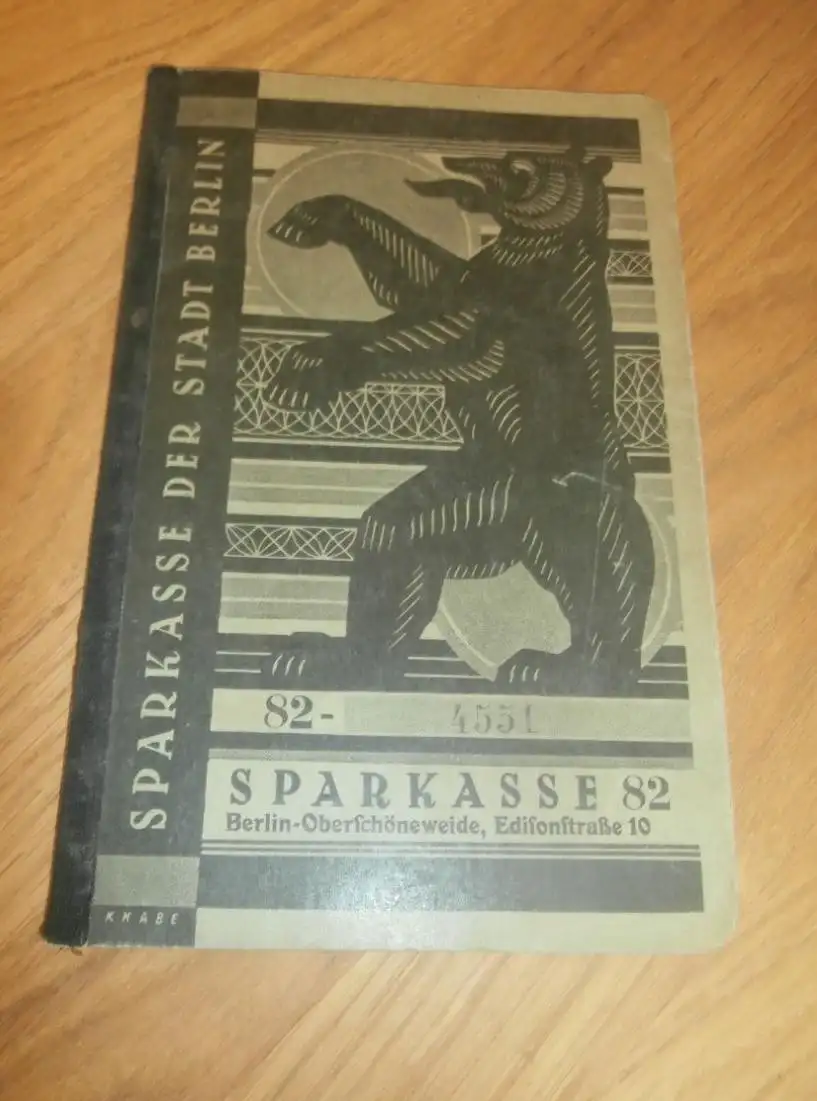 SPARKASSE DER STADT BERLIN
82- 4551
SPARKASSE 82
Berlin-Oberſchöneweide, Ediſonſtraße 10
KNABE